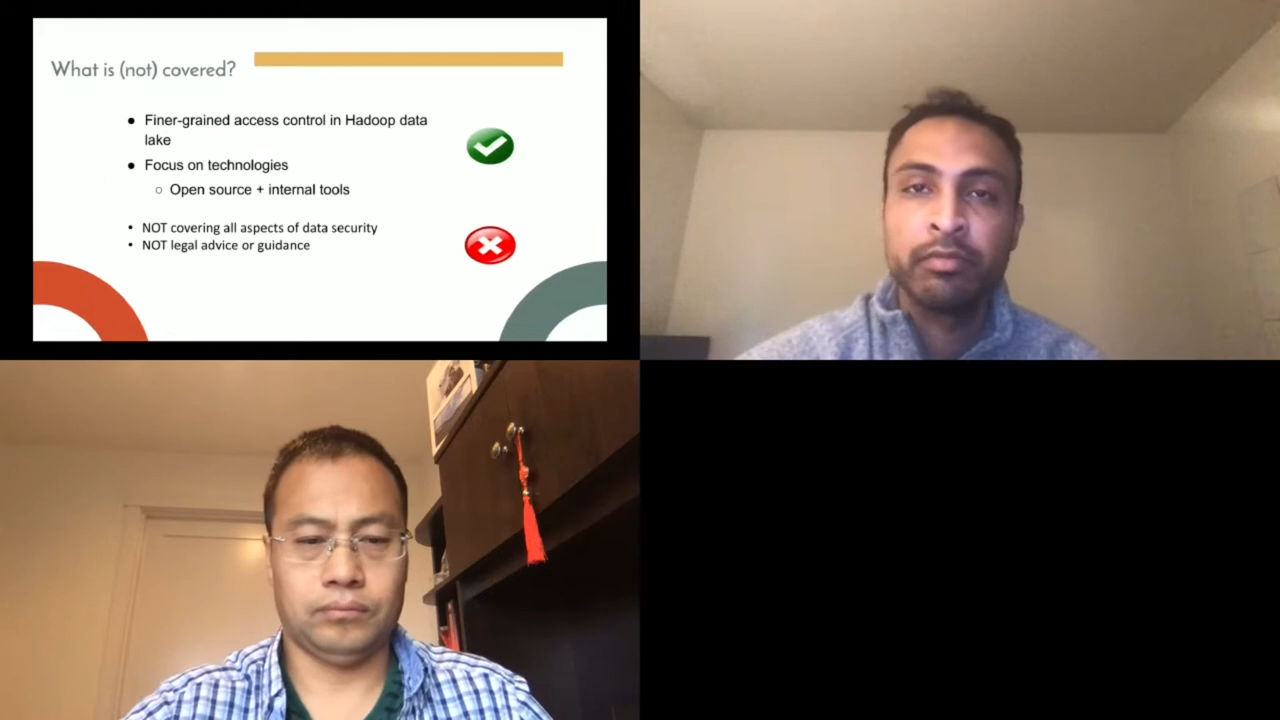 What is (not) covered?
● Finer-grained access control in Hadoop data
lake
● Focus on technologies
○ Open source + internal tools
• NOT covering all aspects of data security
• NOT legal advice or guidance